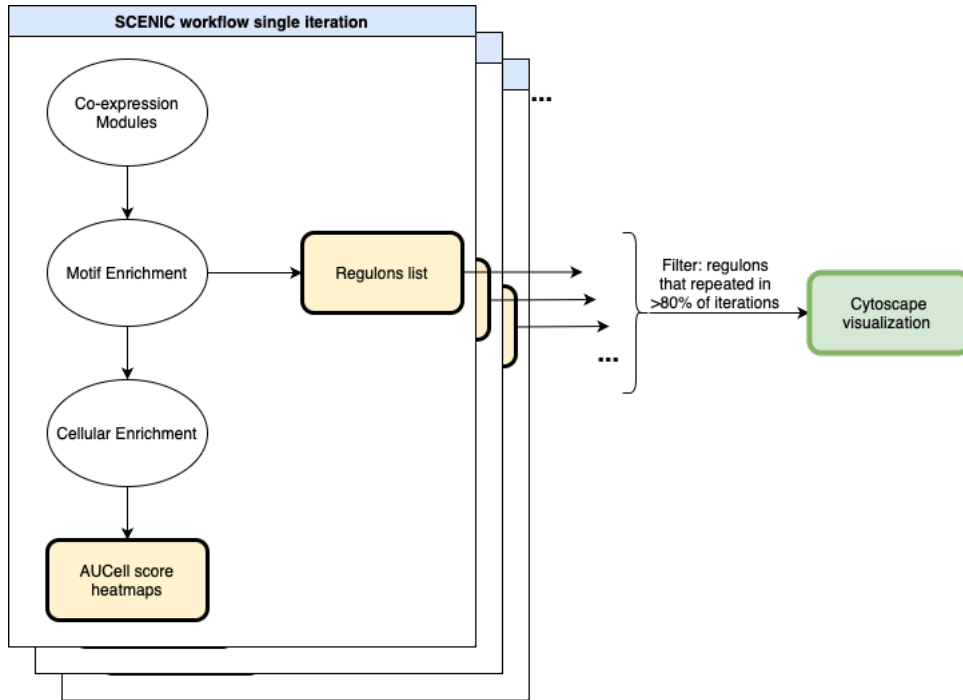 SCENIC workflow single iteration
...
Co-expression
Modules
Motif Enrichment
Regulons list
Filter: regulons
that repeated in
>80% of iterations
Cytoscape
visualization
...
Cellular Enrichment
AUCell score
heatmaps